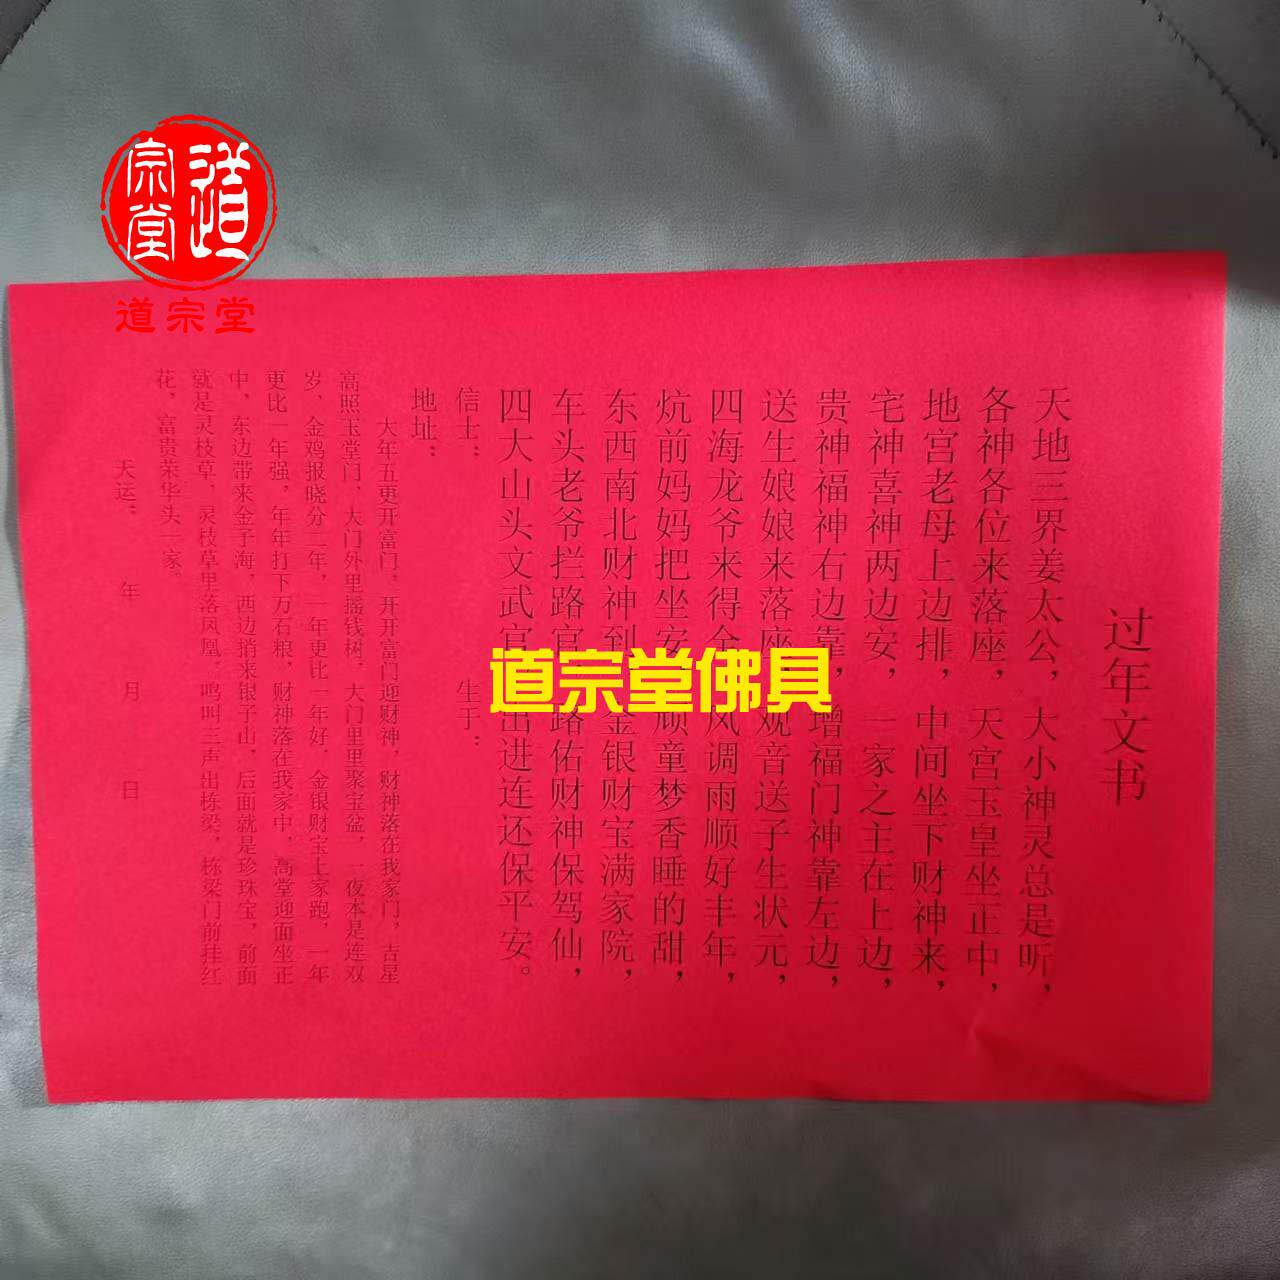 宗道堂
道宗堂
过年文书
天地三界姜太公，大小神灵总是听，
各神各位来落座，天宫玉皇坐正中，
地宫老母上边排，中间坐下财神来，
宅神喜神两边安，一家之主在上边，
贵神福神右边靠，增福门神靠左边，
送生娘娘来落座，观音送子生状元，
四海龙爷来得全，风调雨顺好丰年，
炕前妈妈把坐安，顽童梦香睡的甜，
东西南北财神到，金银财宝满家院，
车头老爷拦路官，路佑财神保驾仙，
四大山头文武官，出进连还保平安。
信士： 生于：
地址：
大年五更开富门，开开富门迎财神，财神落在我家门，吉星
高照玉堂门，大门外里摇钱树，大门里里聚宝盆，一夜本是连双
岁，金鸡报晓分二年，一年更比一年好，金银财宝上家跑，一年
更比一年强，年年打下万石粮，财神落在我家中，高堂迎面坐正
中，东边带来金子海，西边捎来银子山，后面就是珍珠宝，前面
就是灵枝草，灵枝草里落凤凰，鸣叫三声出栋梁，栋梁门前挂红
花，富贵荣华头一家。
天运： 年 月 日
道宗堂佛具